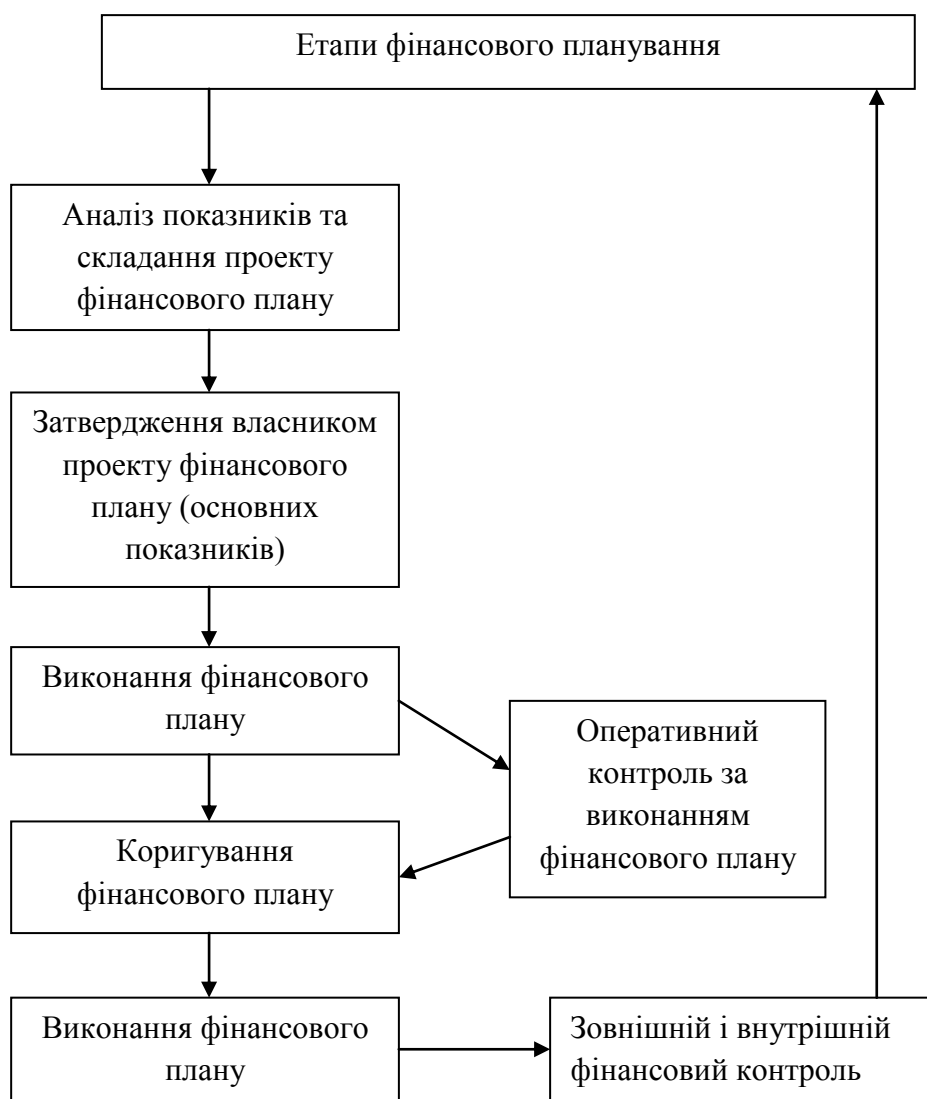 Етапи фінансового планування
Аналіз показників та
складання проекту
фінансового плану
Затвердження власником
проекту фінансового
плану (основних
показників)
Виконання фінансового
плану
Оперативний
контроль за
виконанням
фінансового плану
Коригування
фінансового плану
Виконання фінансового
плану
Зовнішній і внутрішній
фінансовий контроль